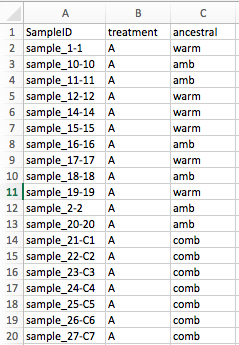 A B C
1 SampleID treatment ancestral
2 sample_1-1 A warm
3 sample_10-10 A amb
4 sample_11-11 A amb
5 sample_12-12 A warm
6 sample_14-14 A warm
7 sample_15-15 A warm
8 sample_16-16 A amb
9 sample_17-17 A warm
10 sample_18-18 A amb
11 sample_19-19 A warm
12 sample_2-2 A amb
13 sample_20-20 A amb
14 sample_21-C1 A comb
15 sample_22-C2 A comb
16 sample_23-C3 A comb
17 sample_24-C4 A comb
18 sample_25-C5 A comb
19 sample_26-C6 A comb
20 sample_27-C7 A comb